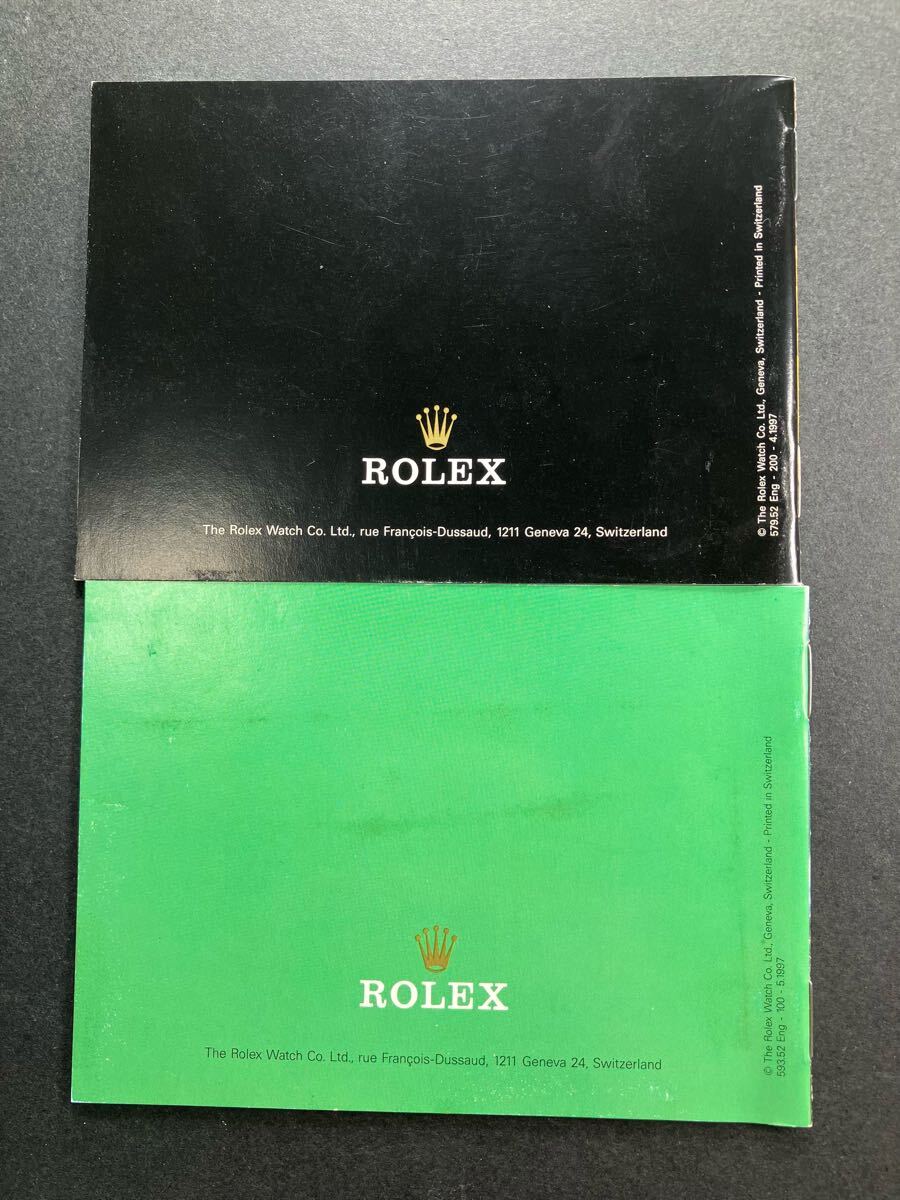 ROLEX
The Rolex Watch Co. Ltd., rue François-Dussaud, 1211 Geneva 24, Switzerland
© The Rolex Watch Co. Ltd., Geneva, Switzerland - Printed in Switzerland
579.52 Eng - 200 - 4.1997
ROLEX
The Rolex Watch Co. Ltd., rue François-Dussaud, 1211 Geneva 24, Switzerland
© The Rolex Watch Co. Ltd., Geneva, Switzerland - Printed in Switzerland
593.52 Eng - 100 - 5.1997